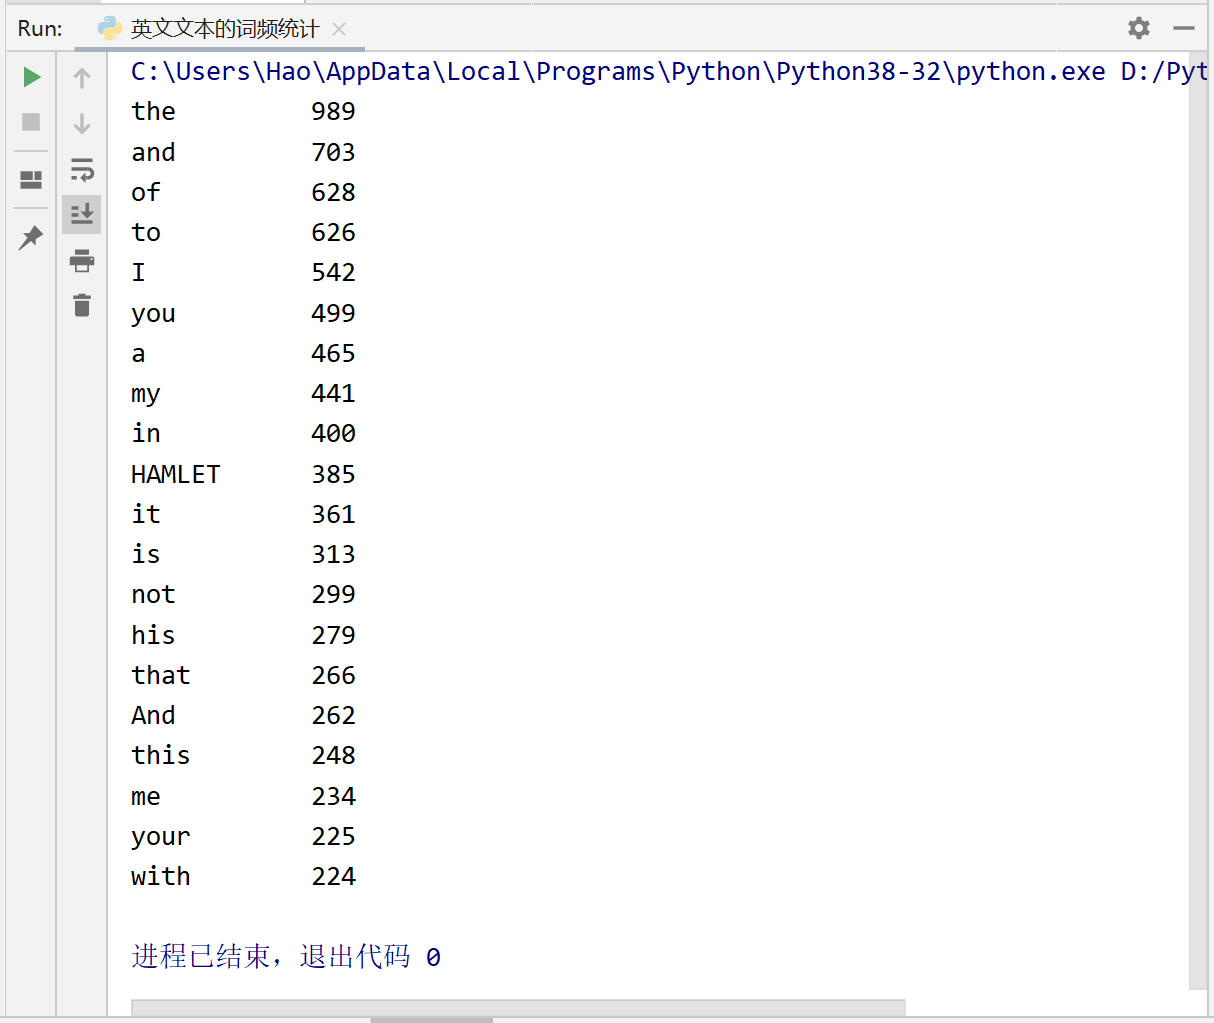 Run: 英文文本的词频统计
C:\Users\Hao\AppData\Local\Programs\Python\Python38-32\python.exe D:/Pyt
the 989
and 703
of 628
to 626
I 542
you 499
a 465
my 441
in 400
HAMLET 385
it 361
is 313
not 299
his 279
that 266
And 262
this 248
me 234
your 225
with 224
进程已结束，退出代码 0